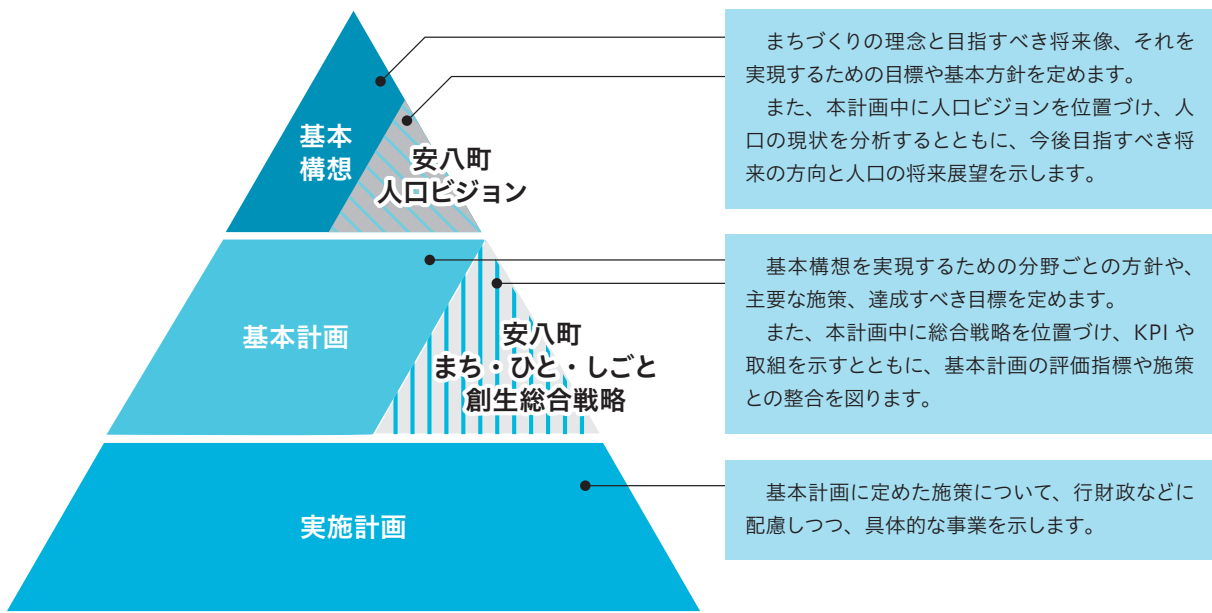 基本
構想
安八町
人口ビジョン
まちづくりの理念と目指すべき将来像、それを
実現するための目標や基本方針を定めます。
また、本計画中に人口ビジョンを位置づけ、人
口の現状を分析するとともに、今後目指すべき将
来の方向と人口の将来展望を示します。
基本計画
安八町
まち・ひと・しごと
創生総合戦略
基本構想を実現するための分野ごとの方針や、
主要な施策、達成すべき目標を定めます。
また、本計画中に総合戦略を位置づけ、KPI や
取組を示すとともに、基本計画の評価指標や施策
との整合を図ります。
実施計画
基本計画に定めた施策について、行財政などに
配慮しつつ、具体的な事業を示します。